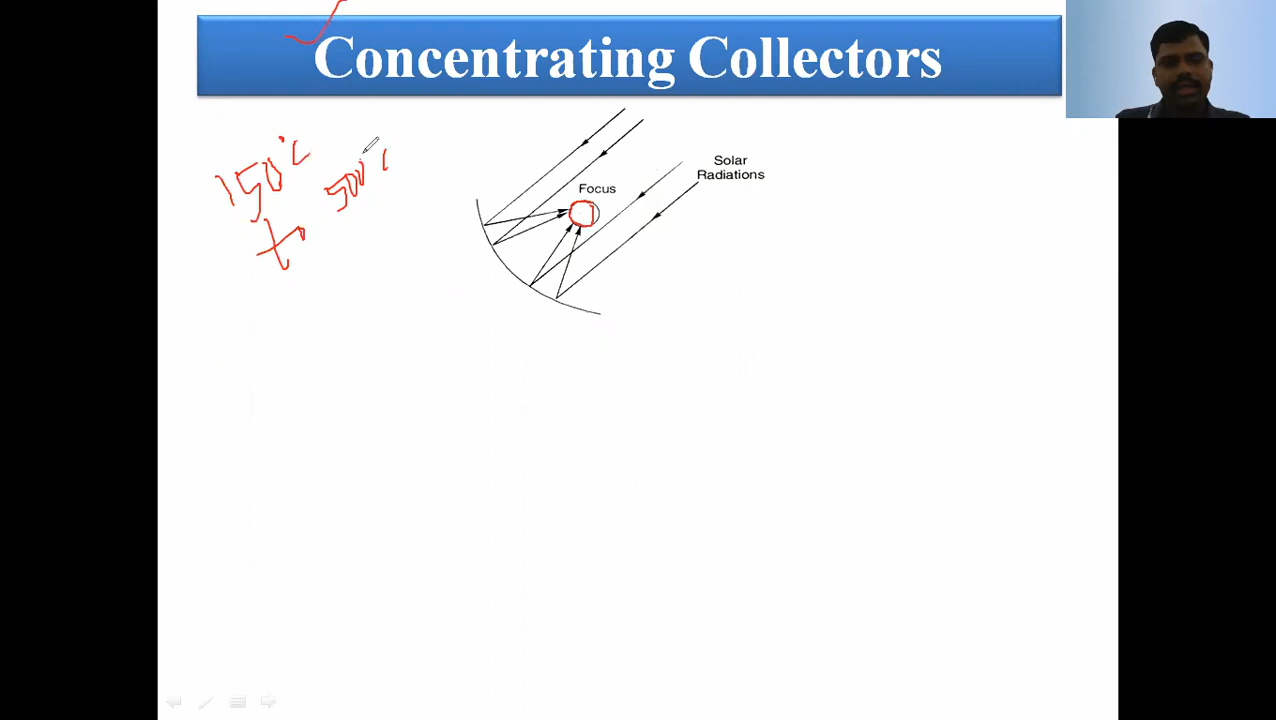 Concentrating Collectors
150°C
to
500°C
Focus
Solar
Radiations